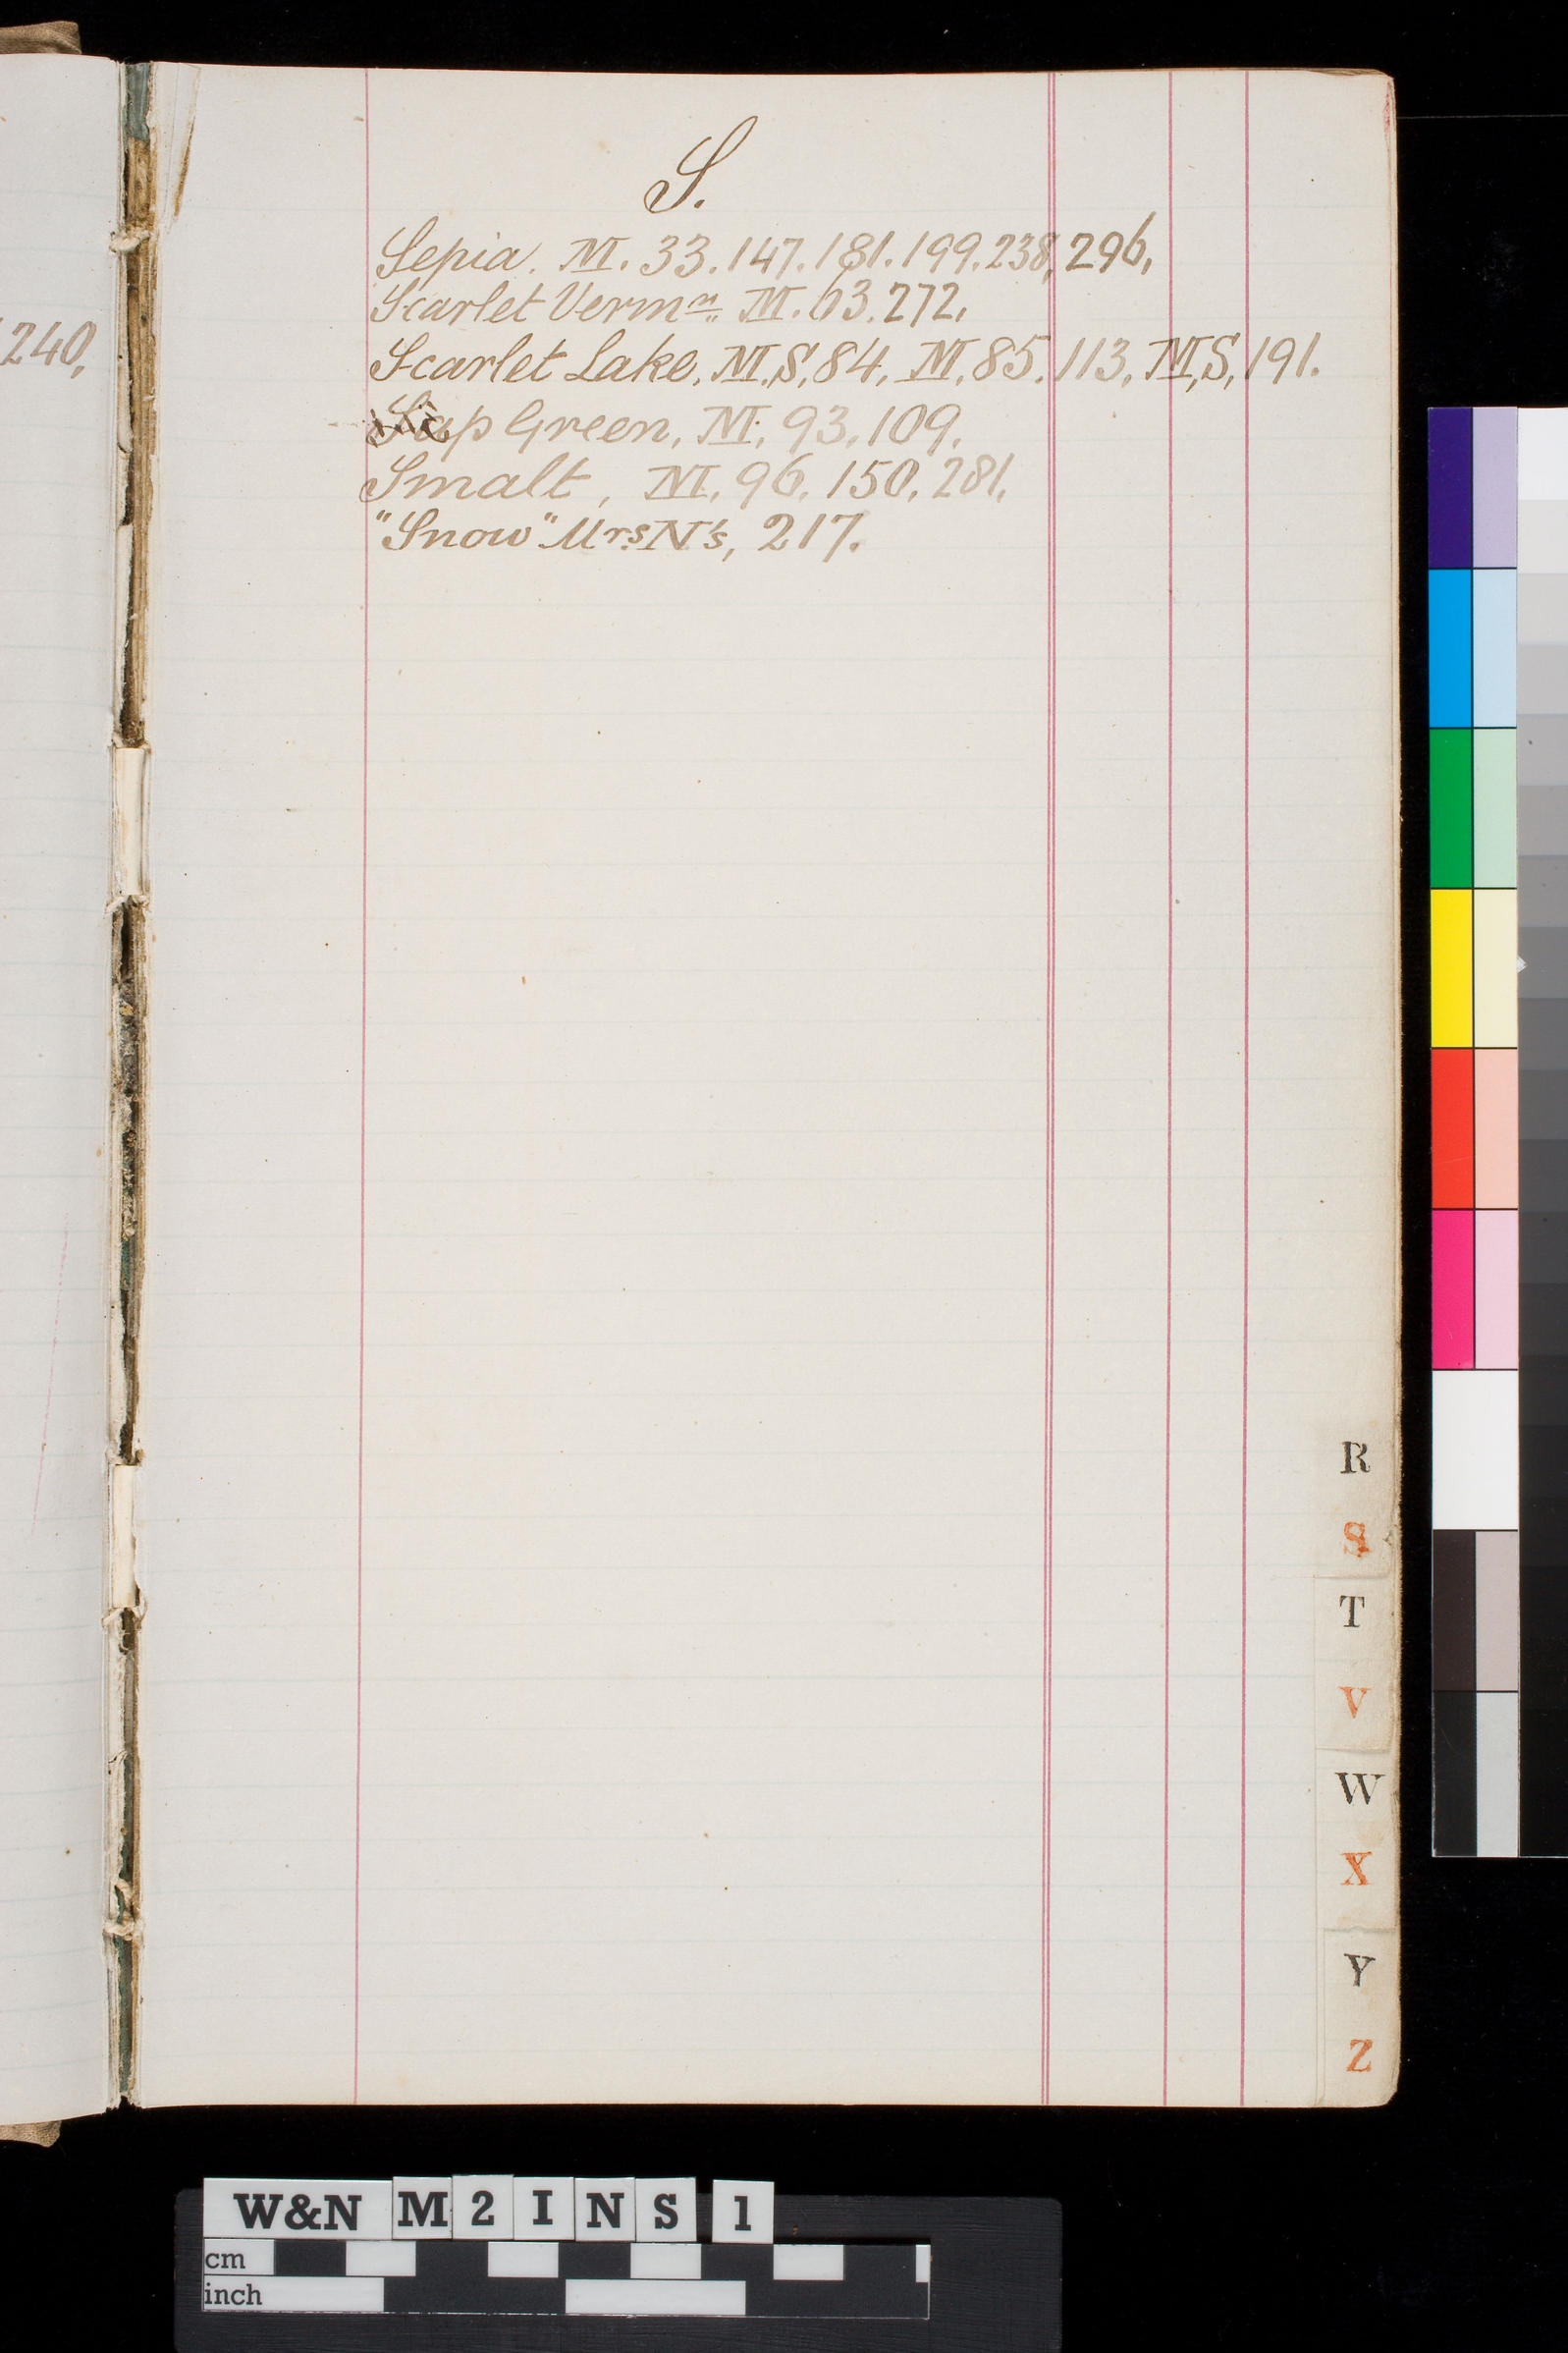 240,
S.
Sepia. M. 33. 147. 181. 199. 238, 296,
Scarlet Vermn. M. 63. 272.
Scarlet Lake, M.S, 84, M, 85, 113, M,S, 191.
Sap Green, M, 93, 109.
Smalt, M, 96, 150, 281,
"Snow" Mrs N's, 217.
R
S
T
V
W
X
Y
Z
W&N M 2 I N S 1
cm
inch